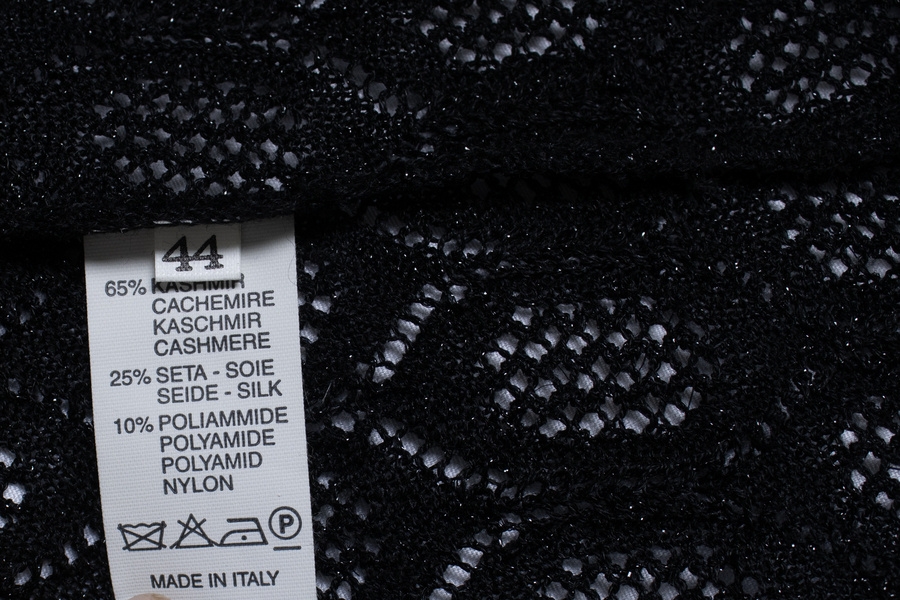 44
65% KASHMIR
CACHEMIRE
KASCHMIR
CASHMERE
25% SETA - SOIE
SEIDE - SILK
10% POLIAMMIDE
POLYAMIDE
POLYAMID
NYLON
P
MADE IN ITALY